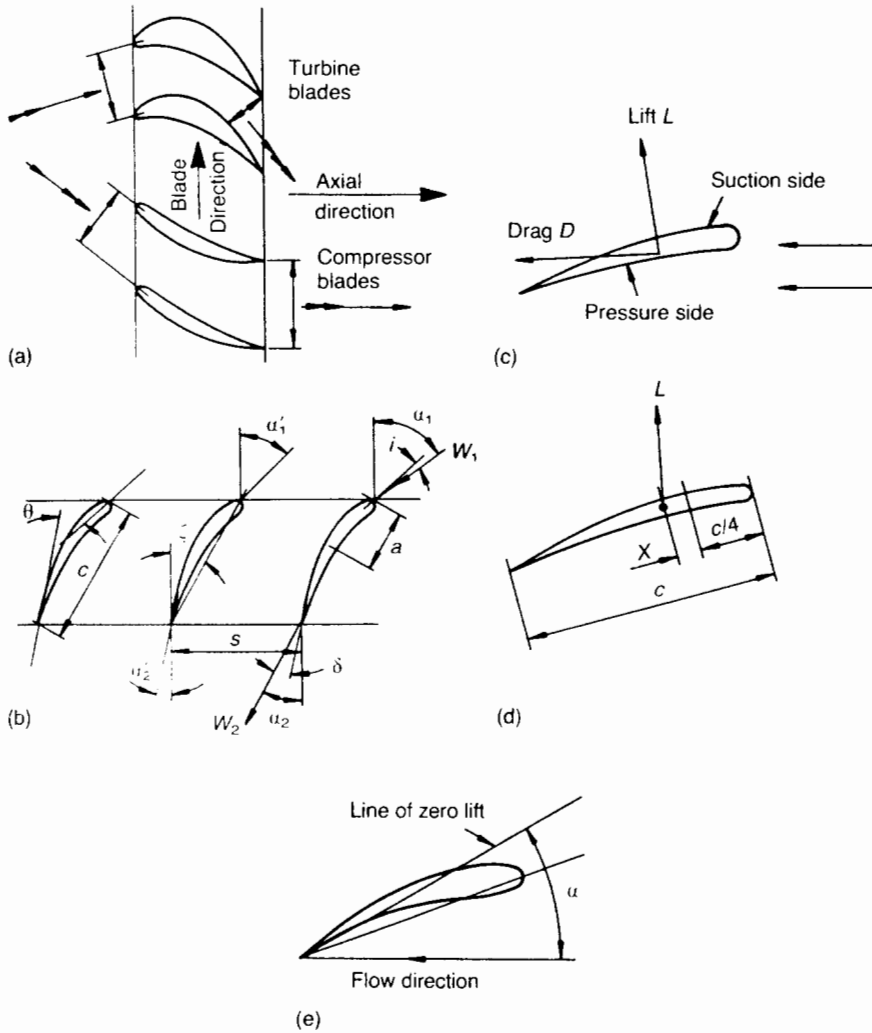 Turbine
blades
Blade
Direction
Axial
direction
Compressor
blades
(a)
Lift L
Suction side
Drag D
Pressure side
(c)
α'₁
α₁
i
W₁
θ
c
a
s
α'₂
δ
W₂
α₂
(b)
L
c/4
X
c
(d)
Line of zero lift
α
Flow direction
(e)